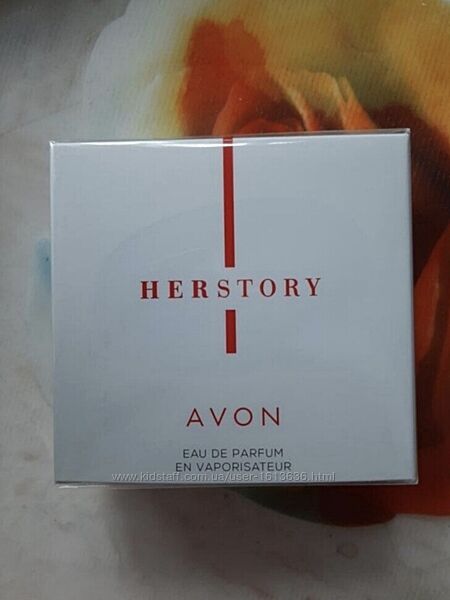 HERSTORY
AVON
EAU DE PARFUM
EN VAPORISATEUR
www.kidstaff.com.ua/user-1613636.html